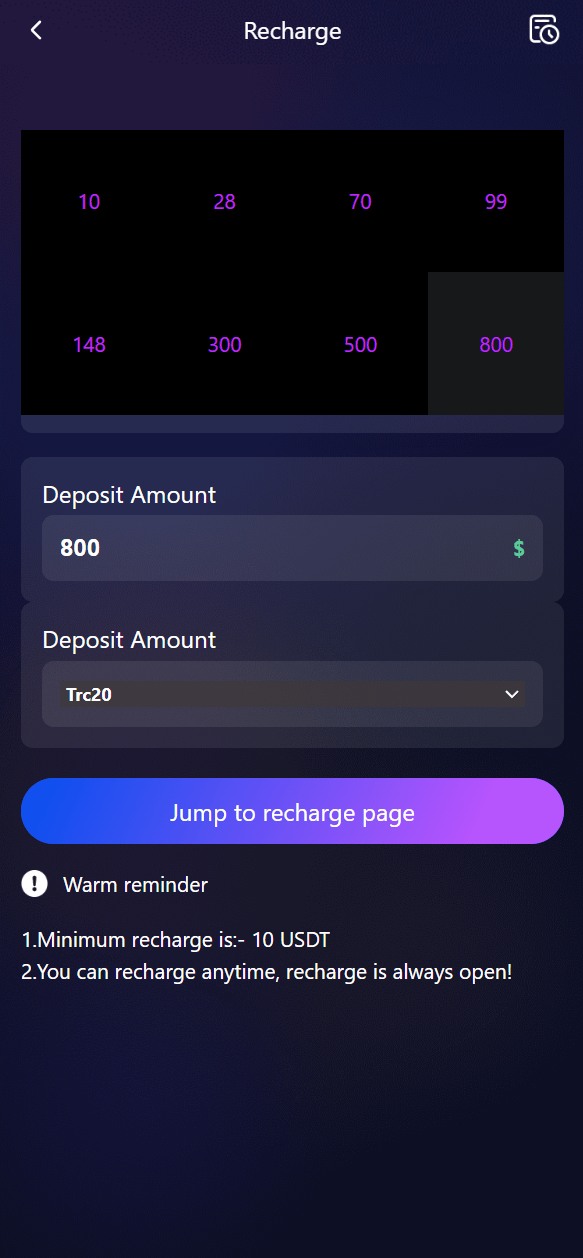 Recharge
10 28 70 99
148 300 500 800
Deposit Amount
800 $
Deposit Amount
Trc20
Jump to recharge page
! Warm reminder
1.Minimum recharge is:- 10 USDT
2.You can recharge anytime, recharge is always open!